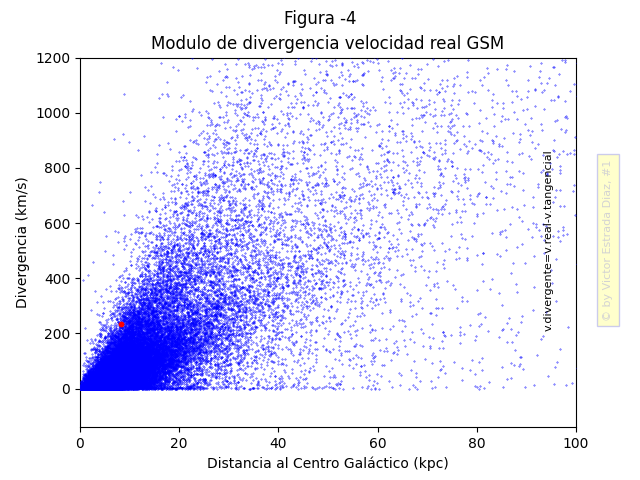 Figura -4
Modulo de divergencia velocidad real GSM
1200
1000
800
600
400
200
0
Divergencia (km/s)
0 20 40 60 80 100
Distancia al Centro Galáctico (kpc)
v.divergente=v.real-v.tangencial
© by Victor Estrada Diaz, #1